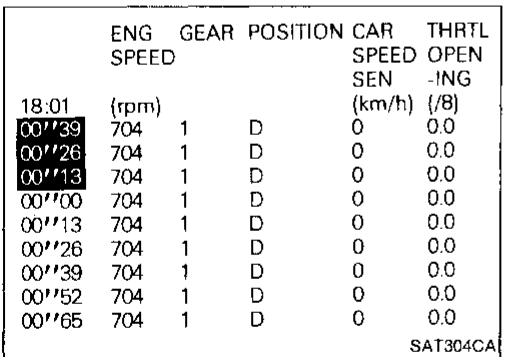 ENG GEAR POSITION CAR THRTL
SPEED SPEED OPEN
SEN -ING
18:01 (rpm) (km/h) (/8)
00''39 704 1 D 0 0.0
00''26 704 1 D 0 0.0
00''13 704 1 D 0 0.0
00''00 704 1 D 0 0.0
00''13 704 1 D 0 0.0
00''26 704 1 D 0 0.0
00''39 704 1 D 0 0.0
00''52 704 1 D 0 0.0
00''65 704 1 D 0 0.0
SAT304CA